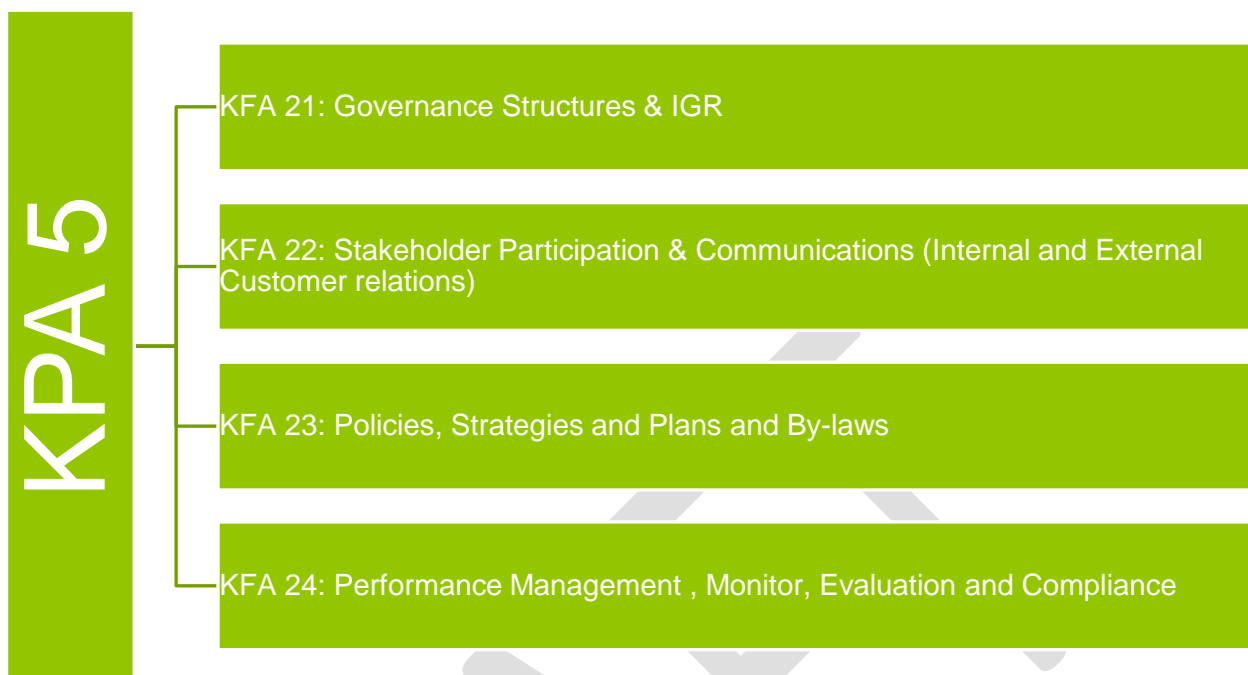 KPA 5
KFA 21: Governance Structures & IGR
KFA 22: Stakeholder Participation & Communications (Internal and External
Customer relations)
KFA 23: Policies, Strategies and Plans and By-laws
KFA 24: Performance Management , Monitor, Evaluation and Compliance